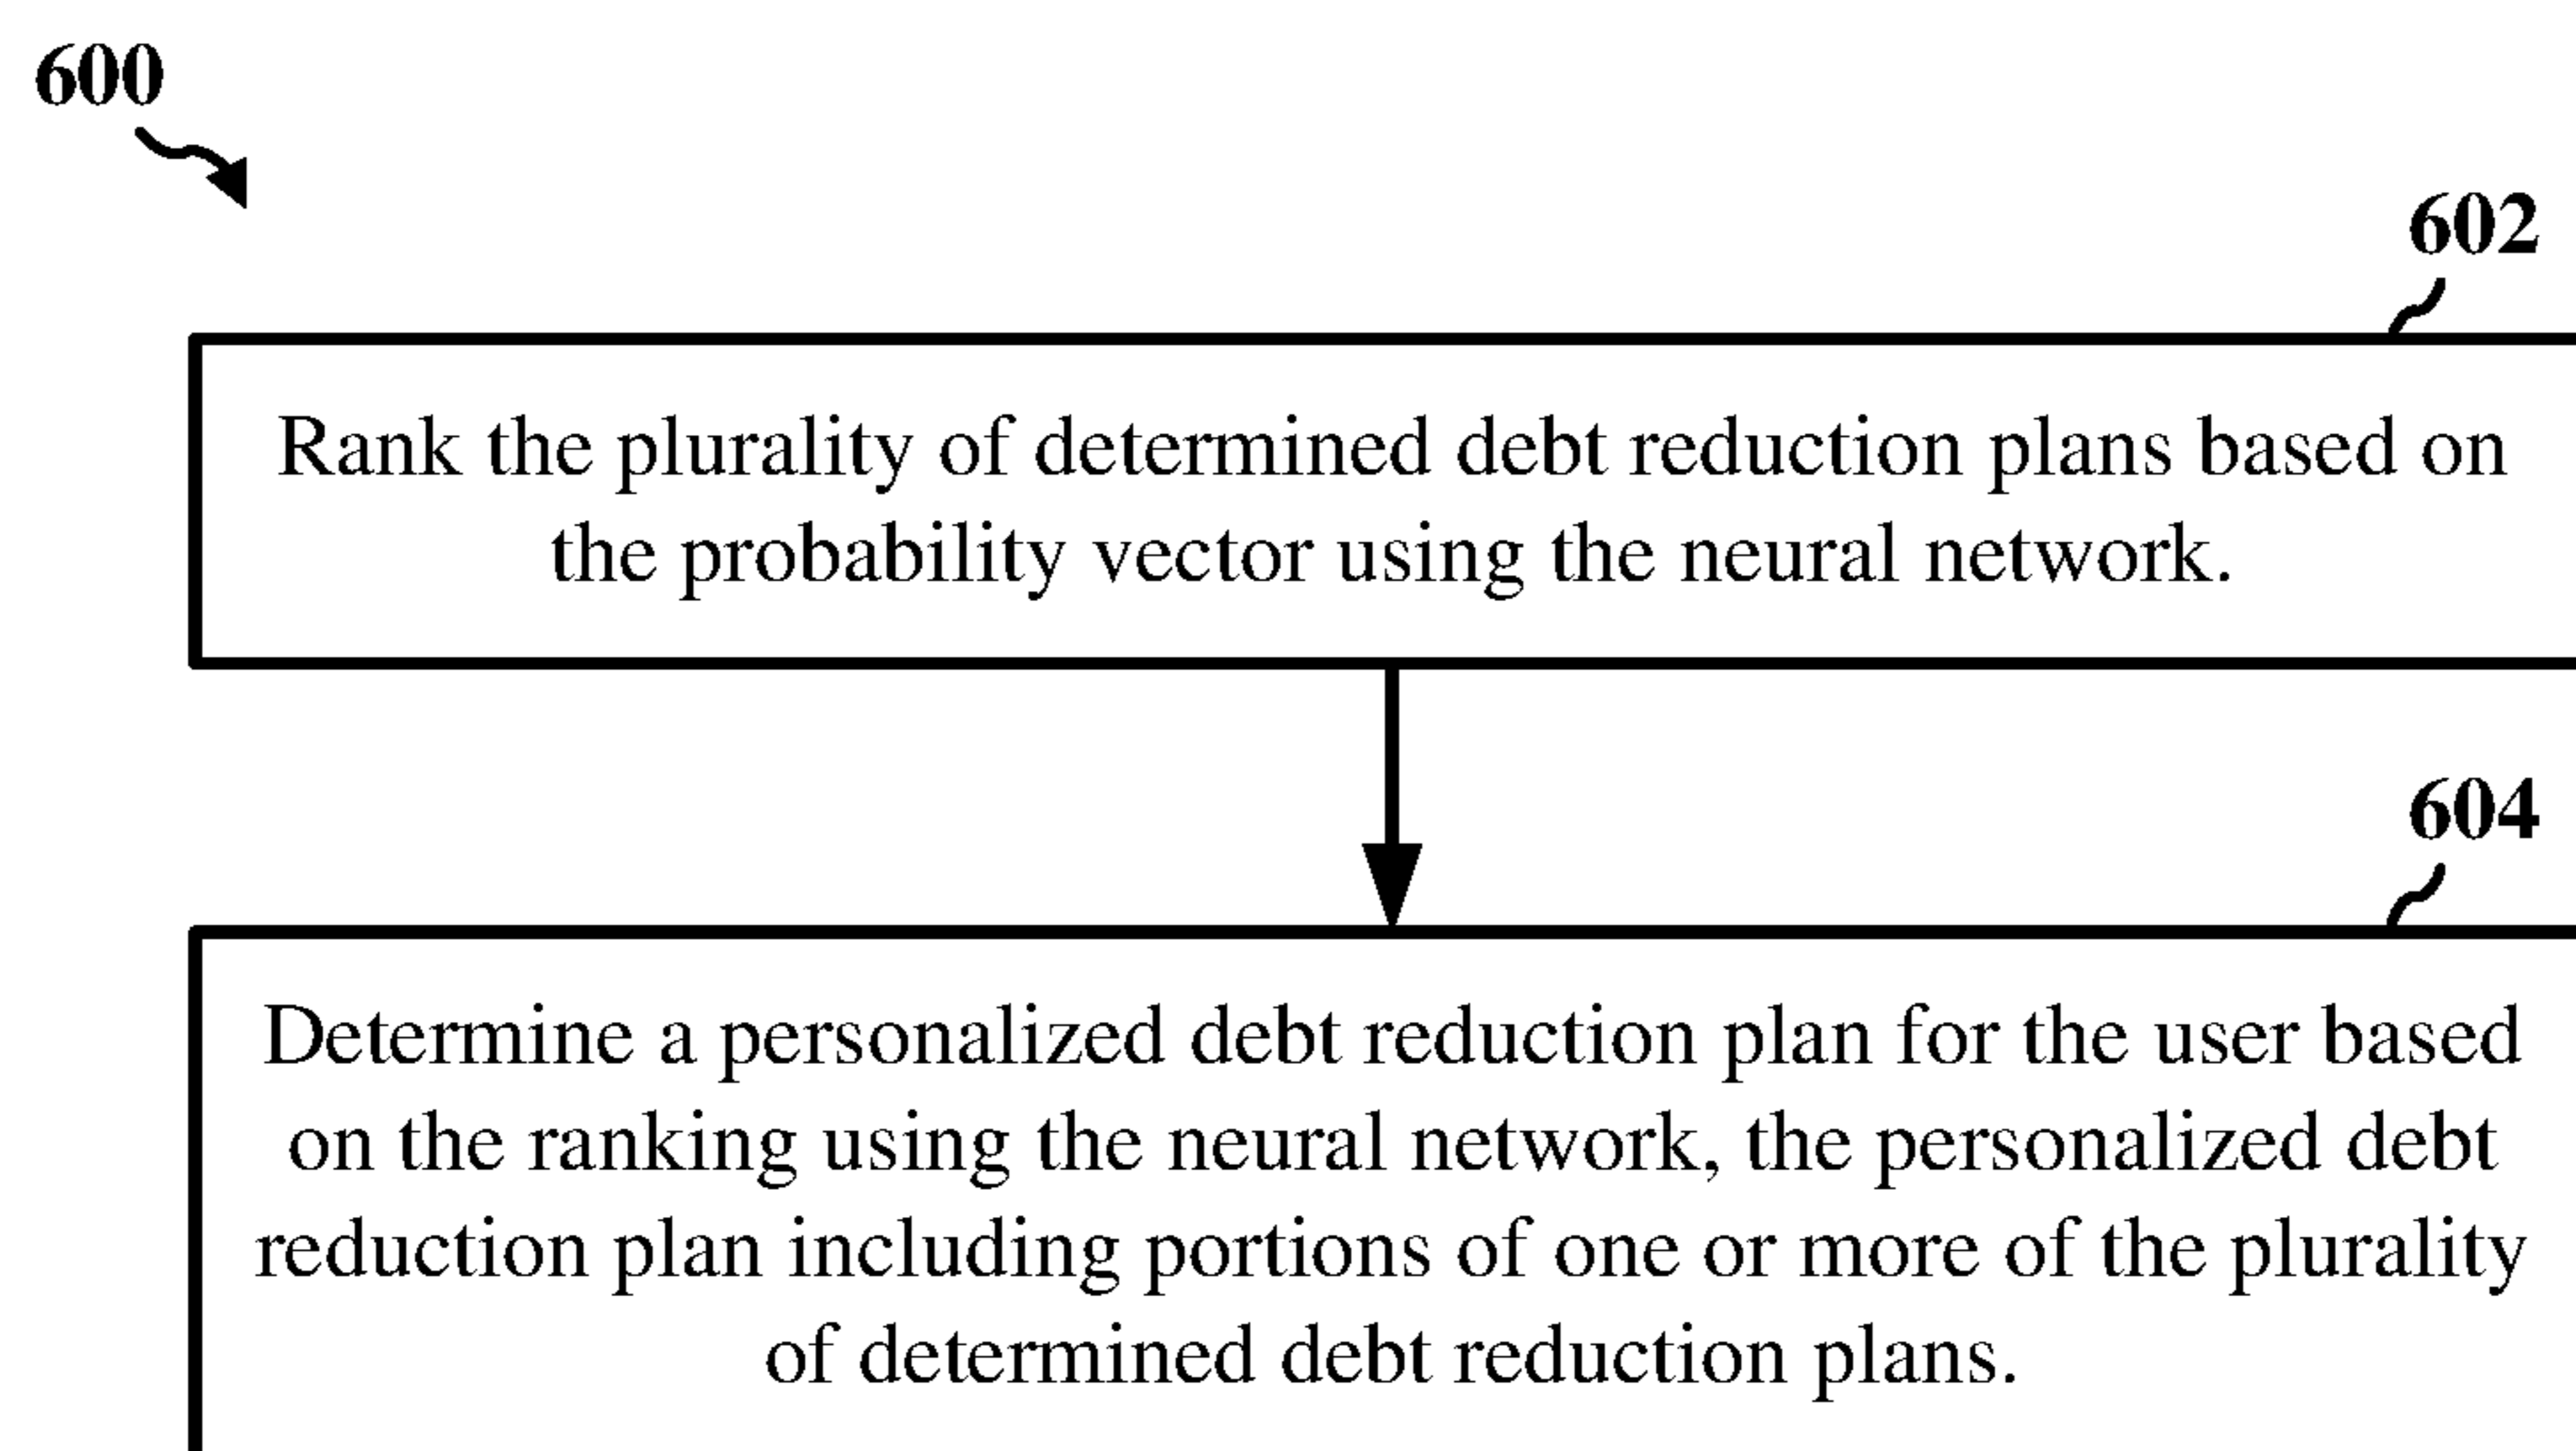 600
602
Rank the plurality of determined debt reduction plans based on
the probability vector using the neural network.
604
Determine a personalized debt reduction plan for the user based
on the ranking using the neural network, the personalized debt
reduction plan including portions of one or more of the plurality
of determined debt reduction plans.